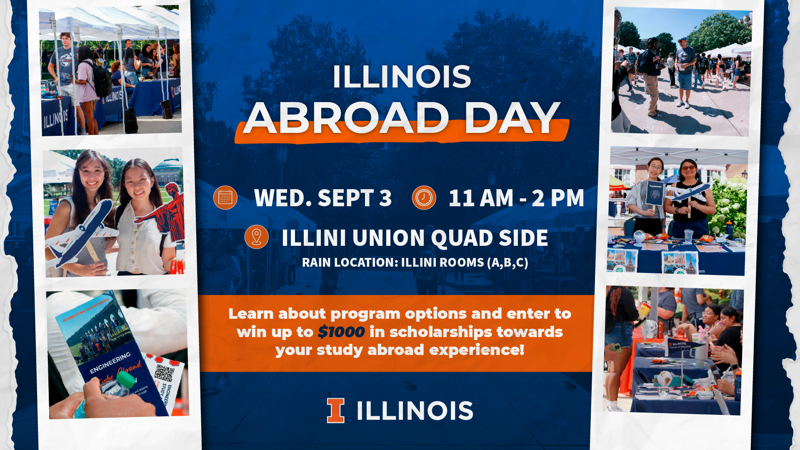 ILLINOIS
ABROAD DAY
WED. SEPT 3
11 AM - 2 PM
ILLINI UNION QUAD SIDE
RAIN LOCATION: ILLINI ROOMS (A,B,C)
Learn about program options and enter to
win up to $1000 in scholarships towards
your study abroad experience!
I ILLINOIS
ILLINOIS
ENGINEERING